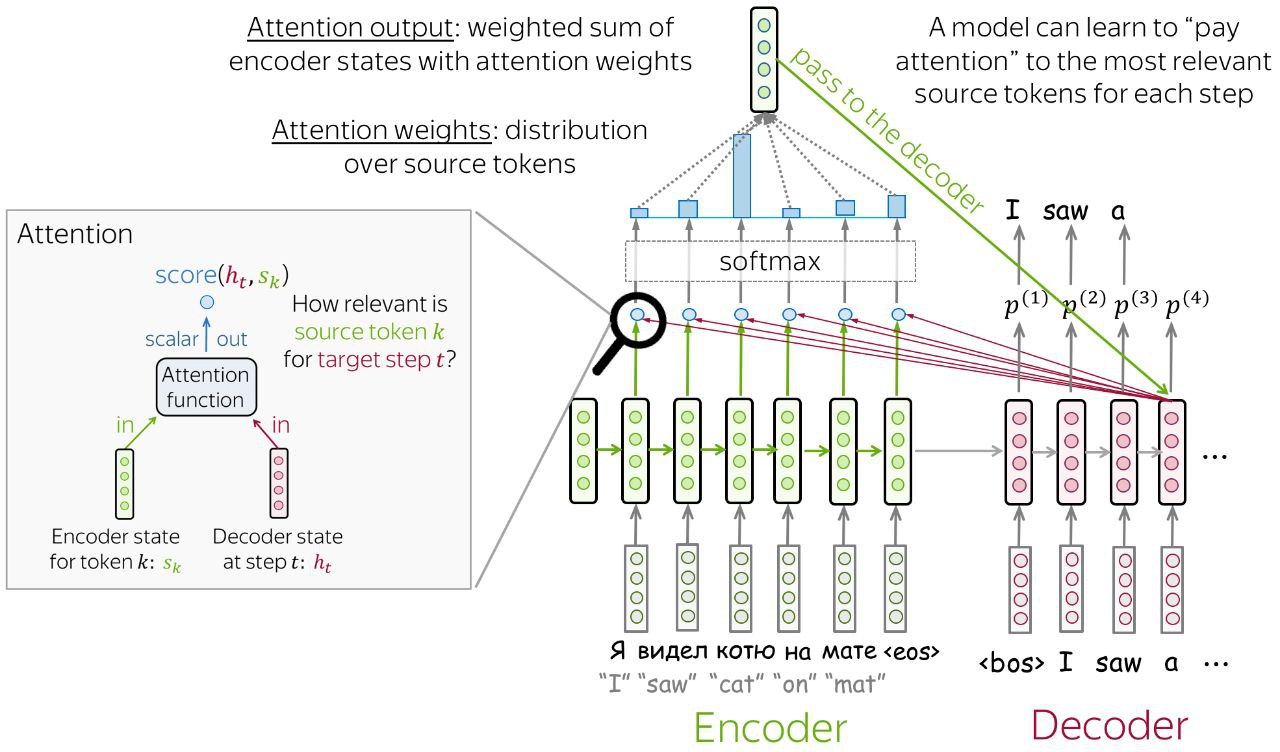 Attention output: weighted sum of
encoder states with attention weights
A model can learn to “pay
attention” to the most relevant
source tokens for each step
pass to the decoder
Attention weights: distribution
over source tokens
Attention
score(hₜ, sₖ)
How relevant is
source token k
for target step t?
scalar out
Attention
function
in in
Encoder state
for token k: sₖ
Decoder state
at step t: hₜ
softmax
I saw a
p⁽¹⁾ p⁽²⁾ p⁽³⁾ p⁽⁴⁾
...
Я видел котю на мате <eos>
“I” “saw” “cat” “on” “mat”
Encoder
<bos> I saw a ...
Decoder